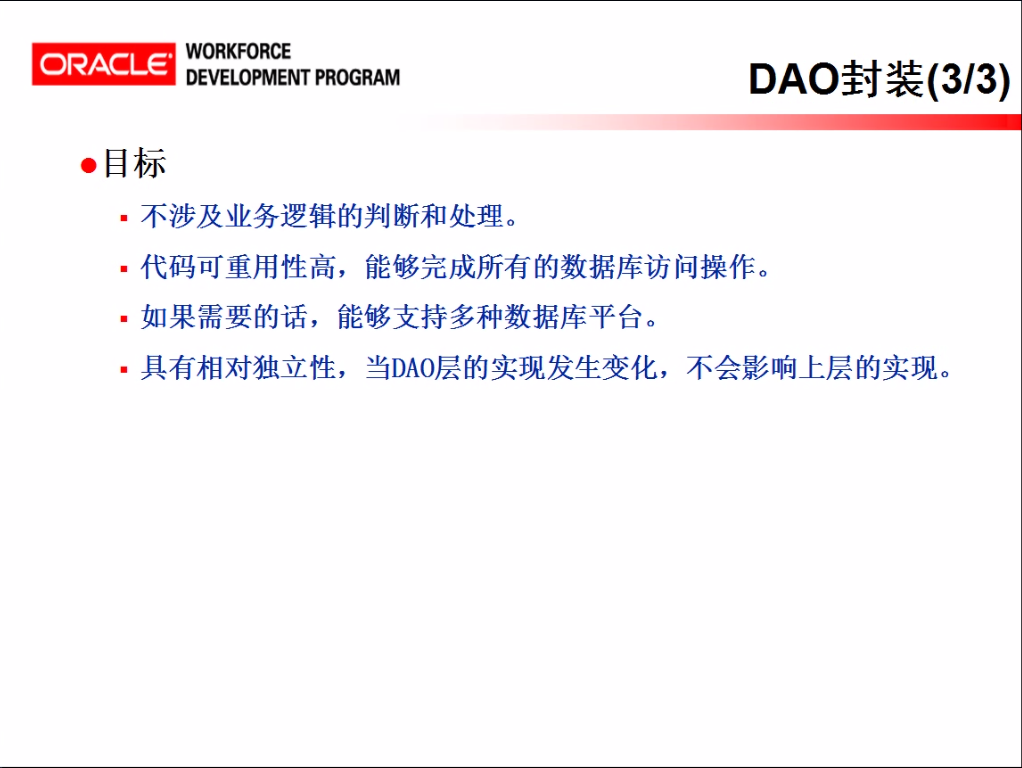 ORACLE
WORKFORCE
DEVELOPMENT PROGRAM
DAO封装(3/3)
目标
不涉及业务逻辑的判断和处理。
代码可重用性高，能够完成所有的数据库访问操作。
如果需要的话，能够支持多种数据库平台。
具有相对独立性，当DAO层的实现发生变化，不会影响上层的实现。